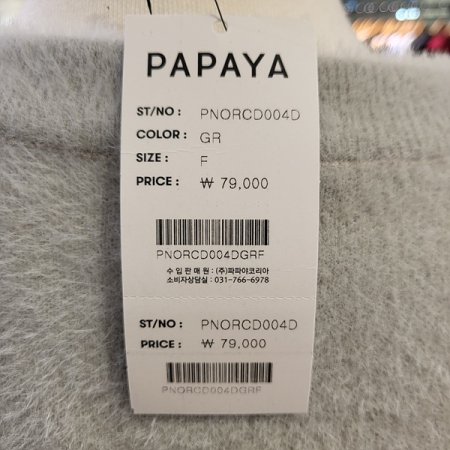 PAPAYA
ST/NO : PNORCD004D
COLOR : GR
SIZE : F
PRICE : ₩ 79,000
PNORCD004DGRF
수 입 판 매 원 : (주)파파야코리아
소비자상담실 : 031-766-6978
ST/NO : PNORCD004D
PRICE : ₩ 79,000
PNORCD004DGRF